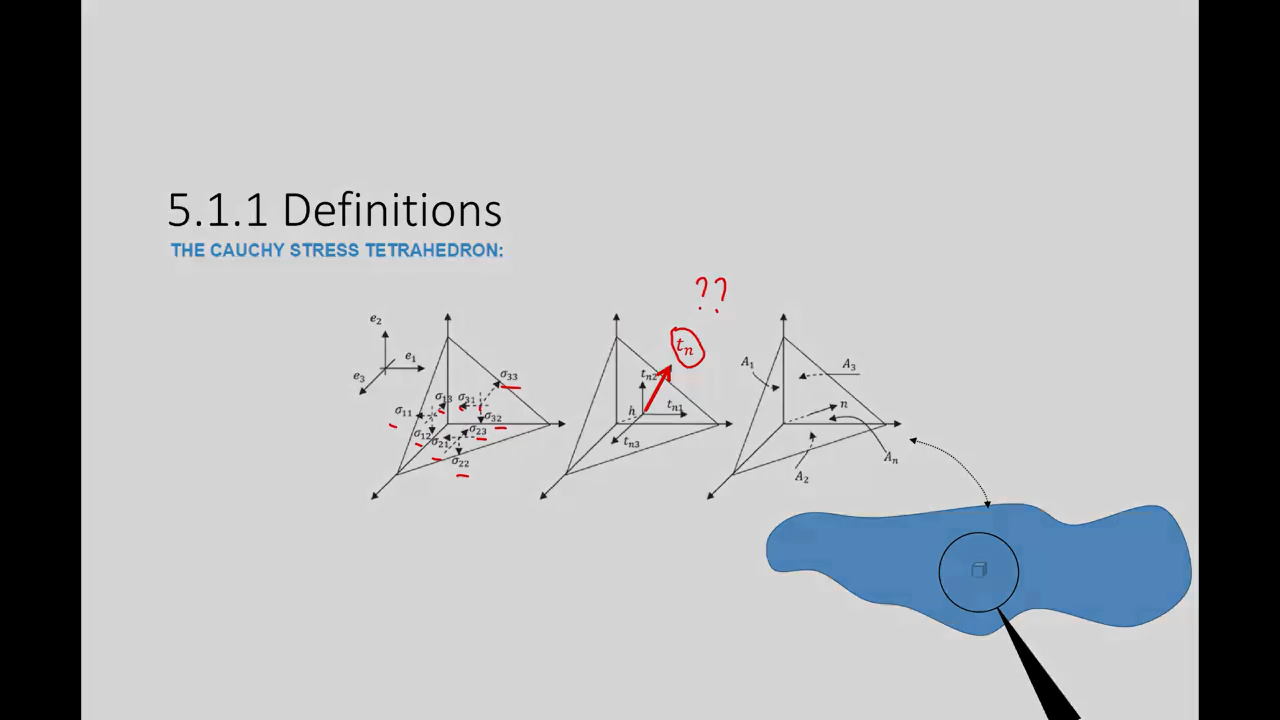 5.1.1 Definitions
THE CAUCHY STRESS TETRAHEDRON:
??
e₂
e₁
e₃
σ₃₃
σ₁₃
σ₃₁
σ₁₁
σ₃₂
σ₁₂
σ₂₃
σ₂₁
σ₂₂
tₙ
tₙ₂
tₙ₁
h
tₙ₃
A₁
A₃
n
Aₙ
A₂